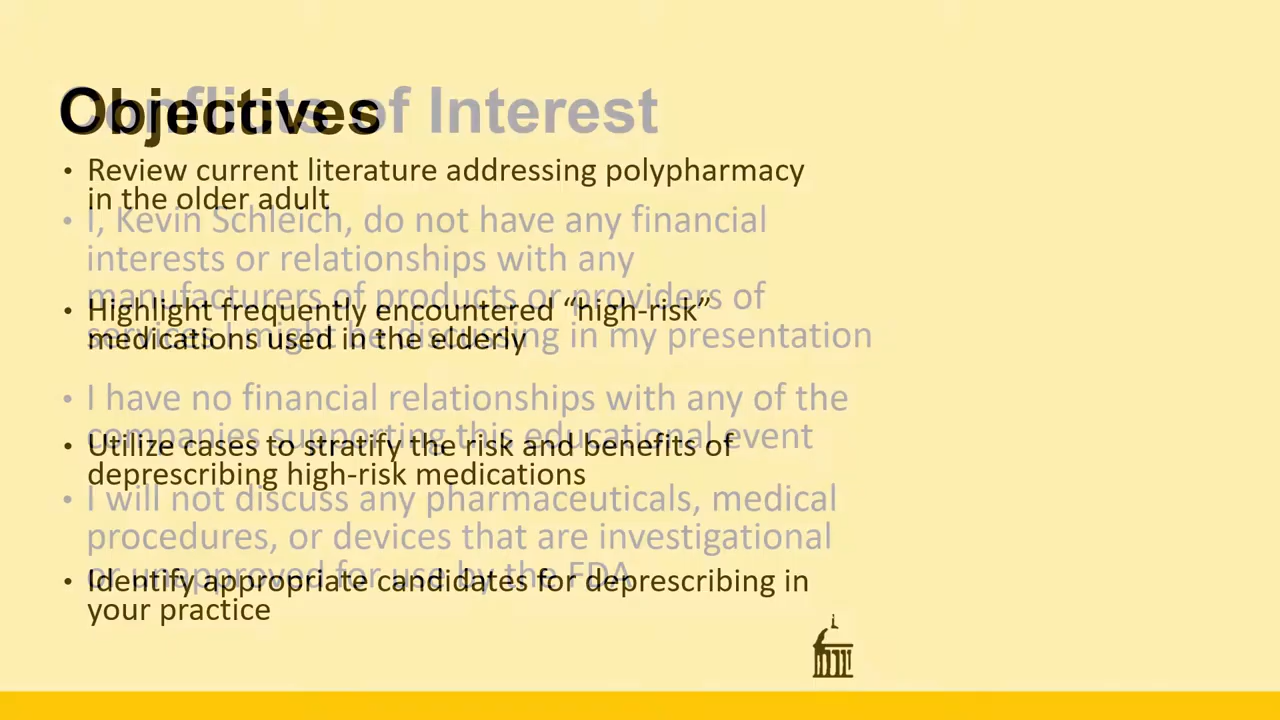 Objectives
Conflicts of Interest
• Review current literature addressing polypharmacy
in the older adult
• I, Kevin Schleich, do not have any financial
interests or relationships with any
manufacturers of products or providers of
• Highlight frequently encountered “high-risk”
services I might be discussing in my presentation
medications used in the elderly
• I have no financial relationships with any of the
companies supporting this educational event
• Utilize cases to stratify the risk and benefits of
deprescribing high-risk medications
• I will not discuss any pharmaceuticals, medical
procedures, or devices that are investigational
or unapproved for use by the FDA
• Identify appropriate candidates for deprescribing in
your practice